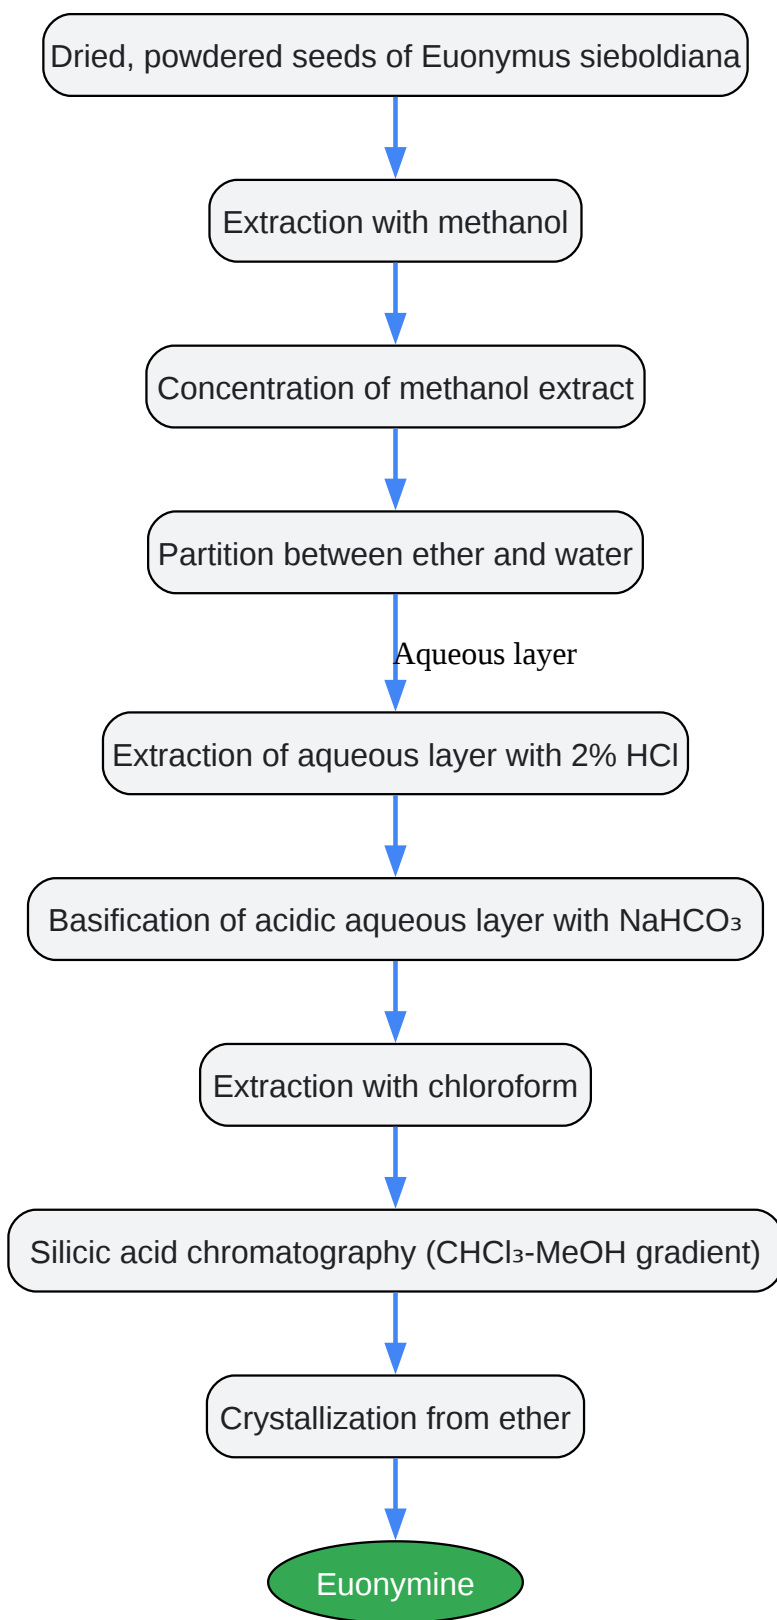 Dried, powdered seeds of Euonymus sieboldiana
Extraction with methanol
Concentration of methanol extract
Partition between ether and water
Aqueous layer
Extraction of aqueous layer with 2% HCl
Basification of acidic aqueous layer with NaHCO₃
Extraction with chloroform
Silicic acid chromatography (CHCl₃-MeOH gradient)
Crystallization from ether
Euonymine